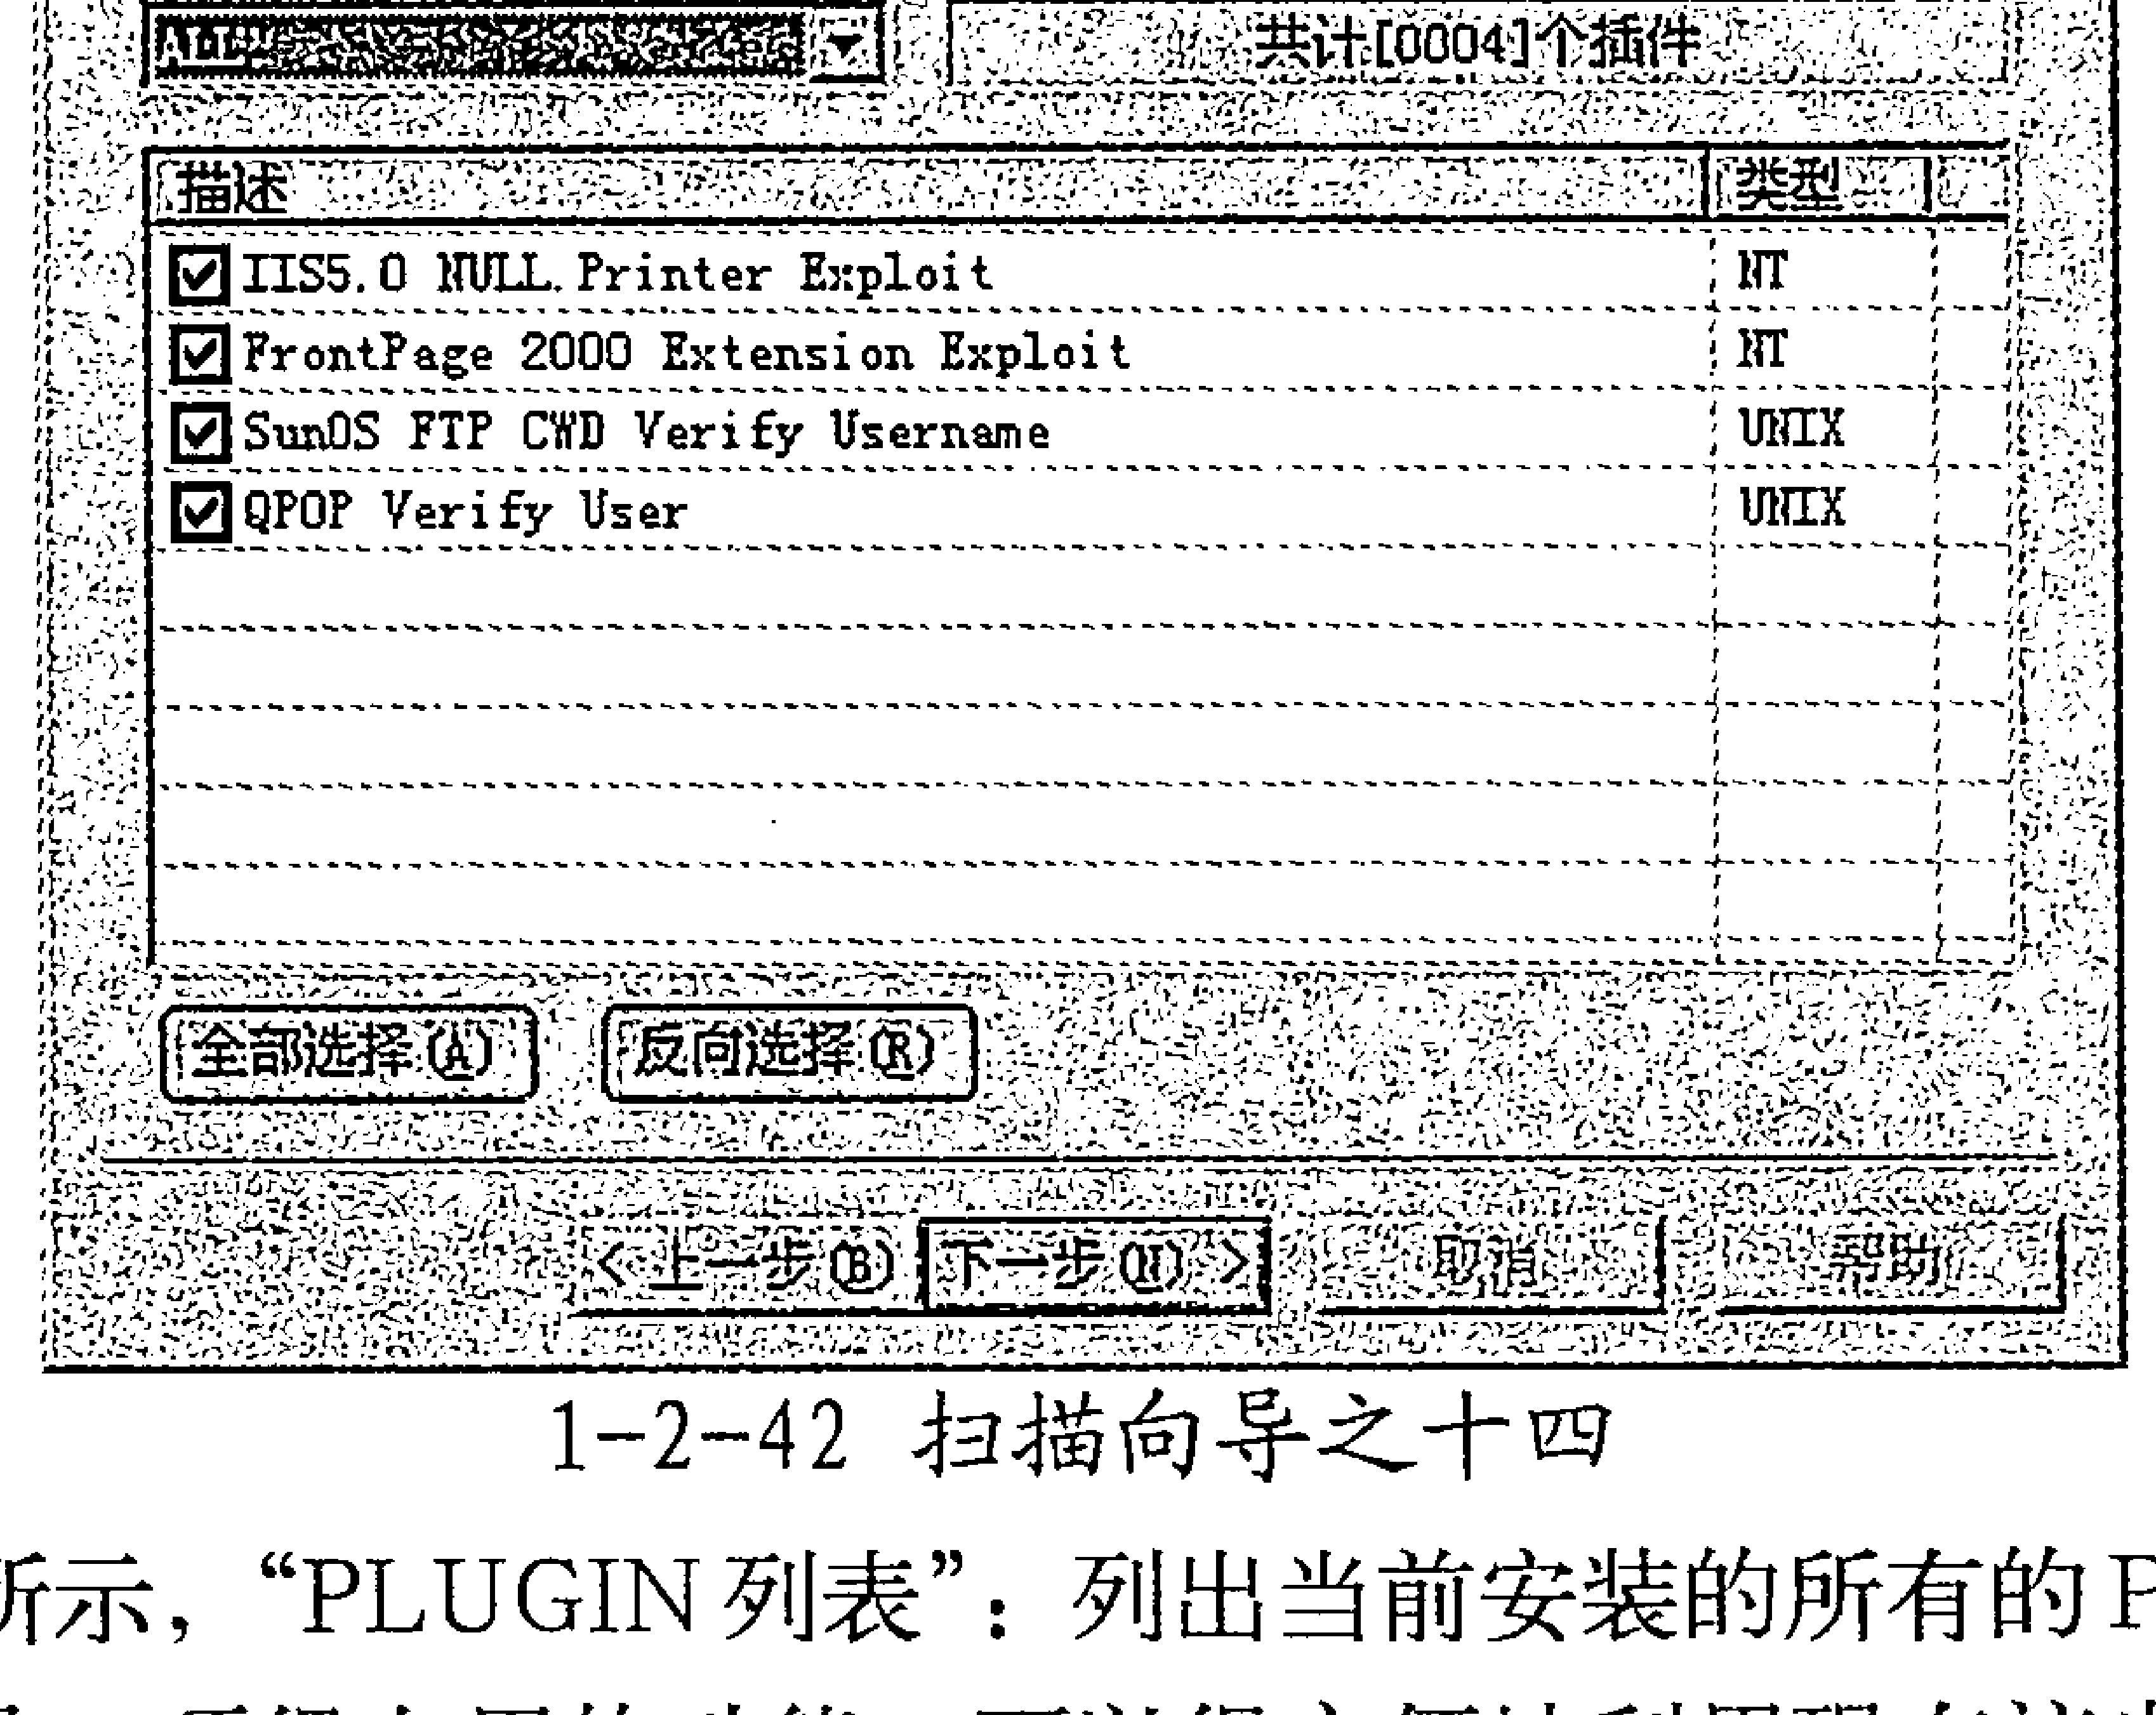 ALL 共计[0004]个插件
描述 类型
IIS5.0 NULL.Printer Exploit NT
FrontPage 2000 Extension Exploit NT
SunOS FTP CWD Verify Username UNIX
QPOP Verify User UNIX
全部选择(A) 反向选择(R)
<上一步(B) 下一步(N)> 取消 帮助
1-2-42 扫描向导之十四
所示，“PLUGIN列表”：列出当前安装的所有的P